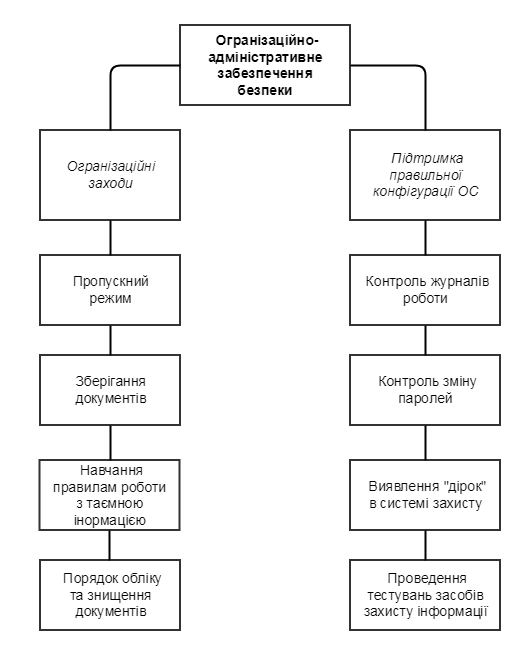 Огранізаційно-
адміністративне
забезпечення
безпеки
Огранізаційні
заходи
Підтримка
правильної
конфігурації ОС
Пропускний
режим
Контроль журналів
роботи
Зберігання
документів
Контроль зміну
паролей
Навчання
правилам роботи
з таємною
інормацією
Виявлення "дірок"
в системі захисту
Порядок обліку
та знищення
документів
Проведення
тестувань засобів
захисту інформації